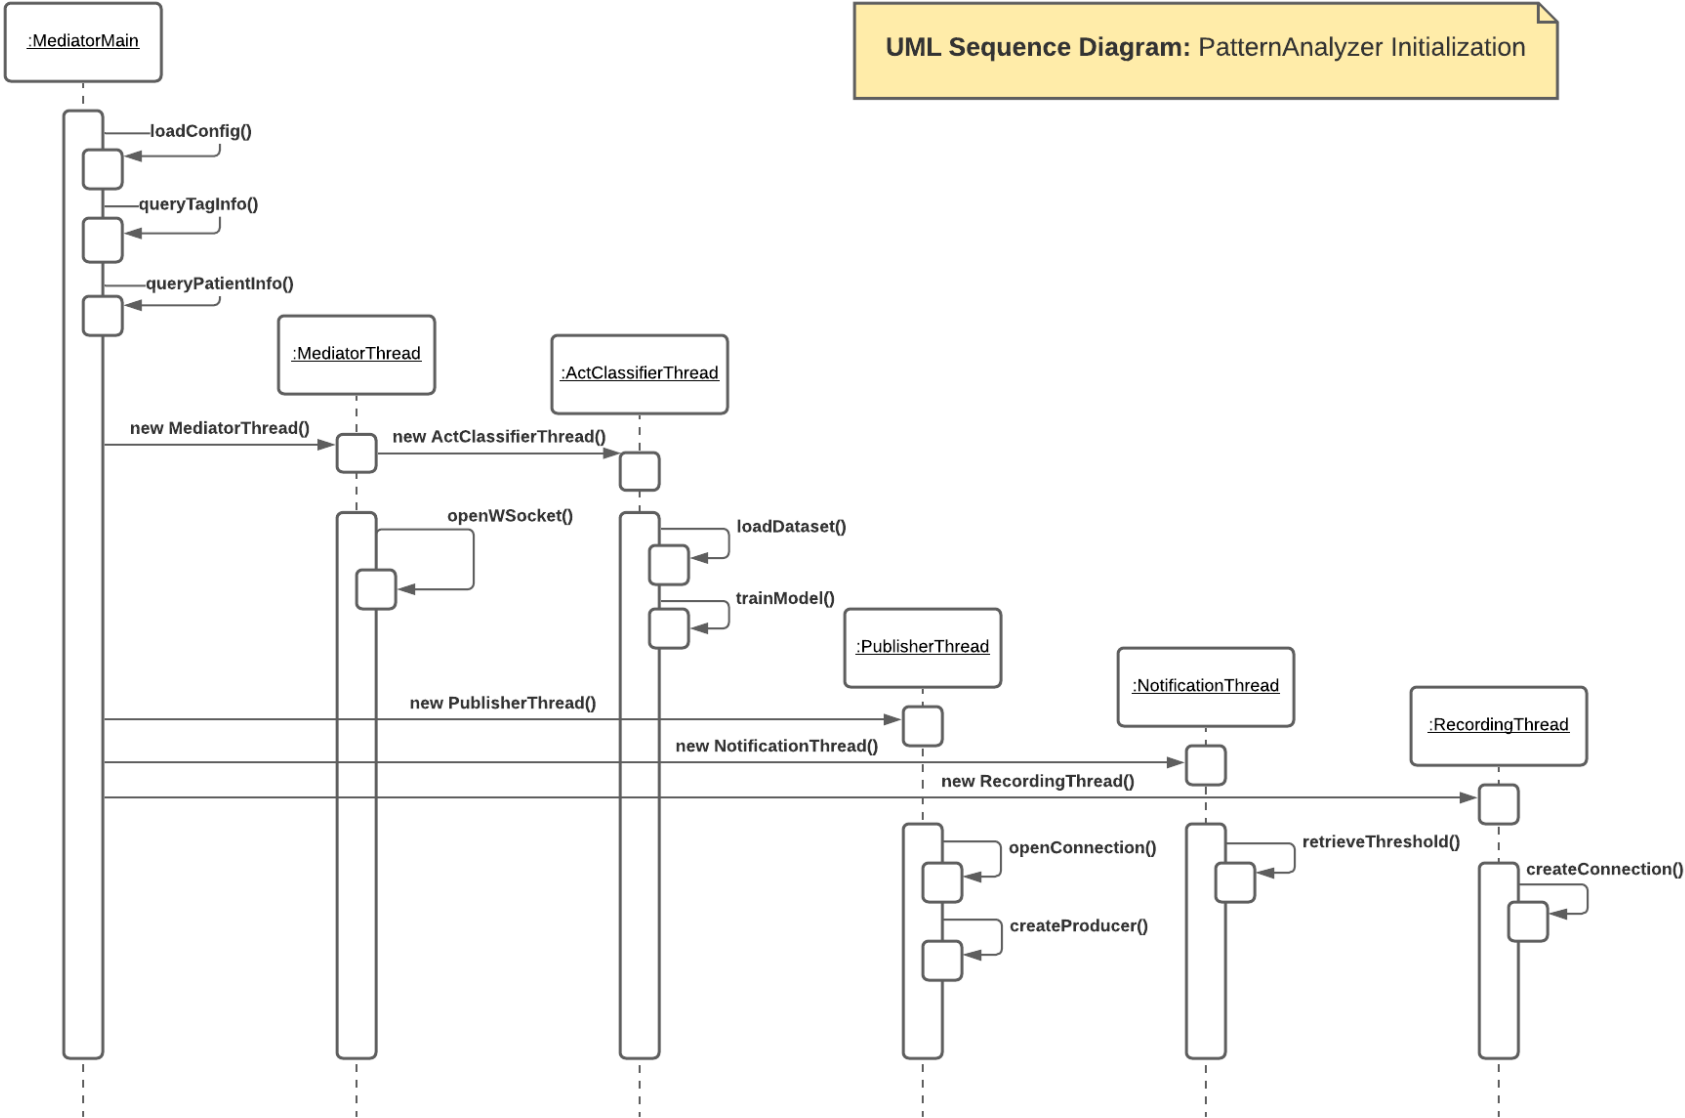 :MediatorMain
UML Sequence Diagram: PatternAnalyzer Initialization
loadConfig()
queryTagInfo()
queryPatientInfo()
:MediatorThread
:ActClassifierThread
new MediatorThread()
new ActClassifierThread()
openWSocket()
loadDataset()
trainModel()
:PublisherThread
:NotificationThread
:RecordingThread
new PublisherThread()
new NotificationThread()
new RecordingThread()
openConnection()
retrieveThreshold()
createConnection()
createProducer()